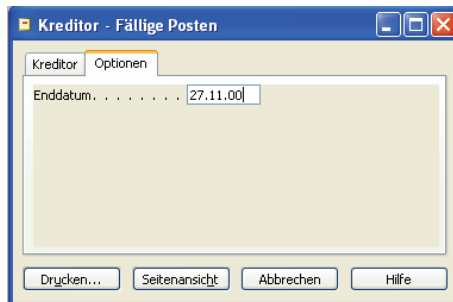 Kreditor - Fällige Posten
Kreditor Optionen
Enddatum. . . . . . . . 27.11.00
Drucken... Seitenansicht Abbrechen Hilfe